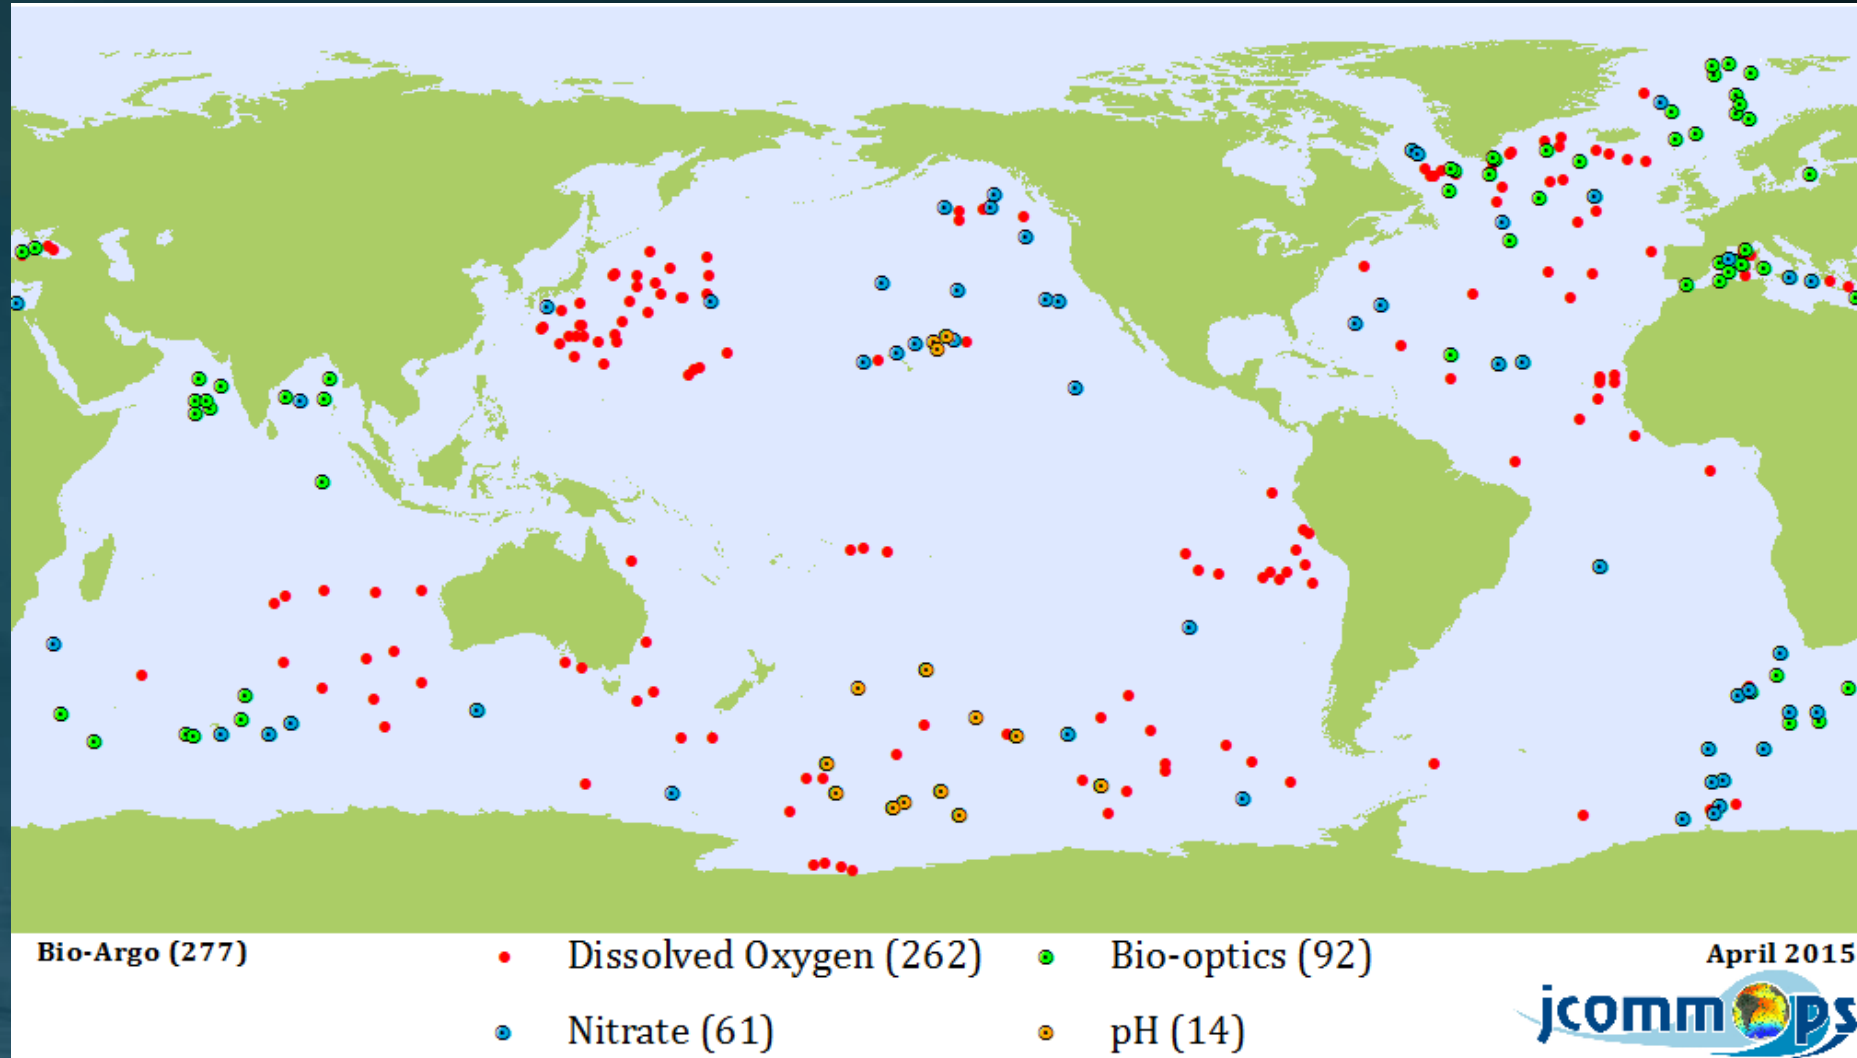 Bio-Argo (277)
Dissolved Oxygen (262)
Bio-optics (92)
April 2015
Nitrate (61)
pH (14)
jcommops